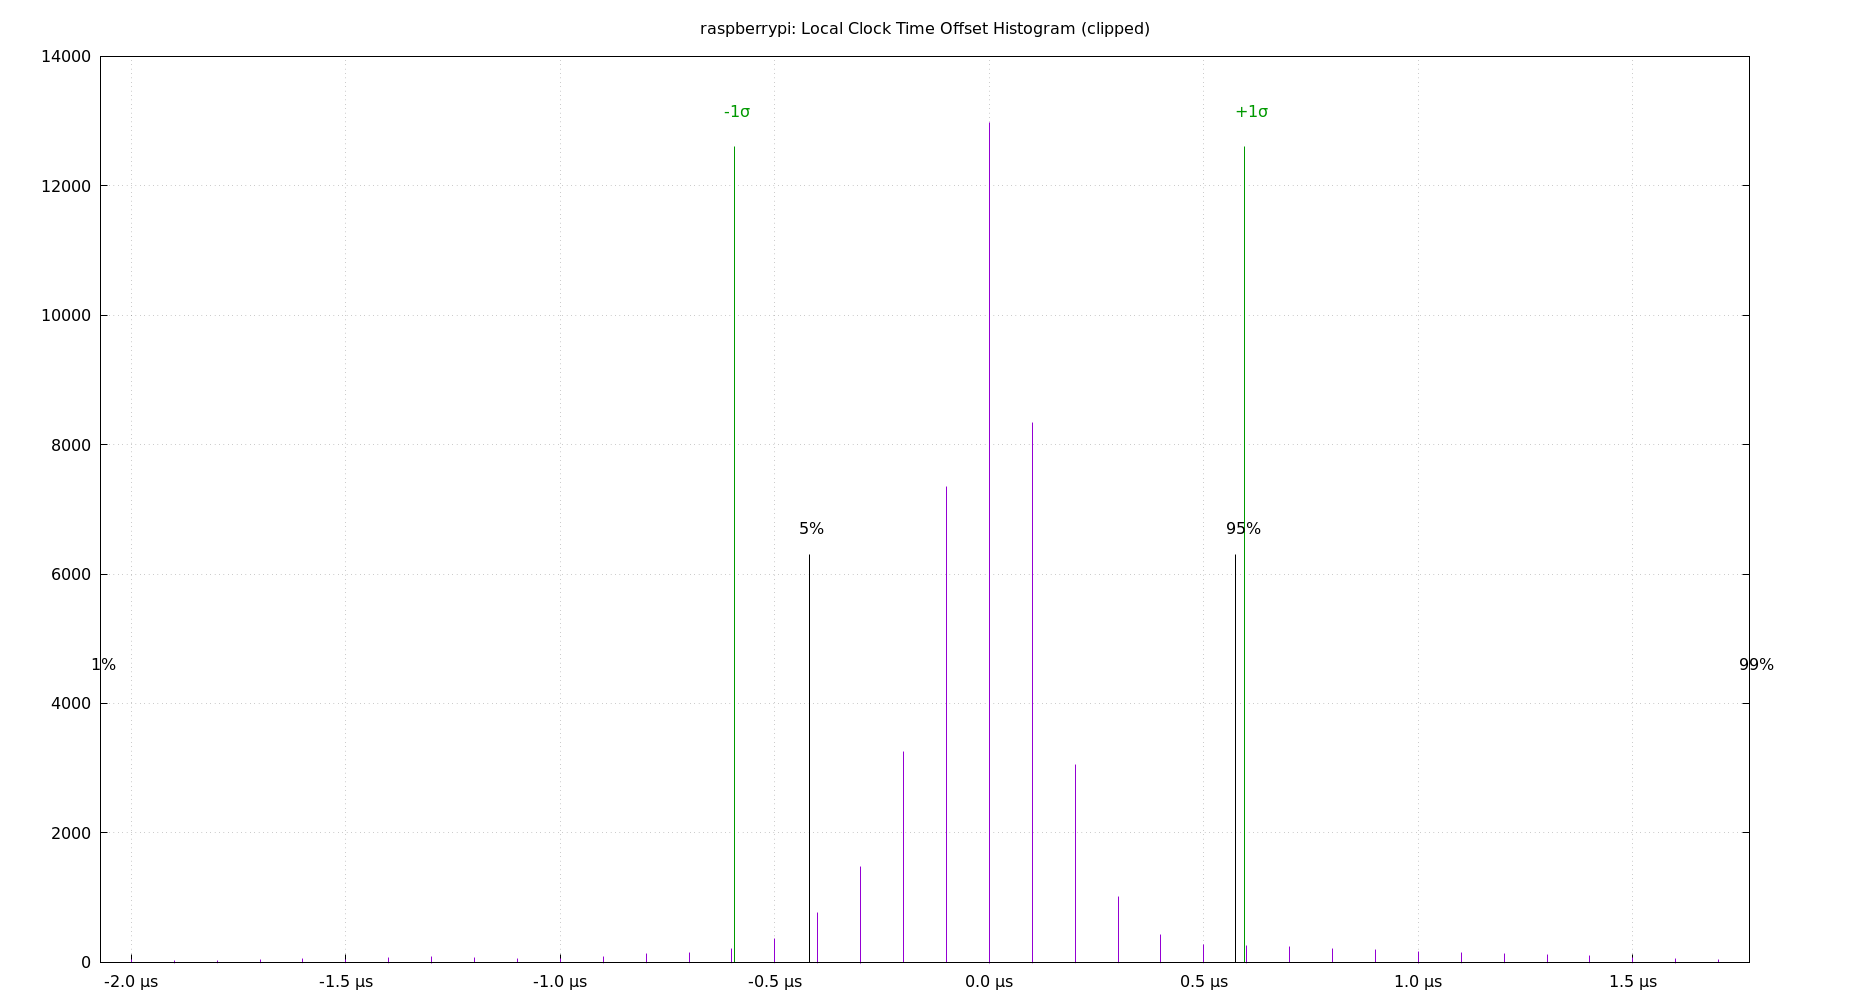 raspberrypi: Local Clock Time Offset Histogram (clipped)
14000
-1σ
+1σ
12000
10000
8000
5%
95%
6000
1%
99%
4000
2000
0
-2.0 µs
-1.5 µs
-1.0 µs
-0.5 µs
0.0 µs
0.5 µs
1.0 µs
1.5 µs